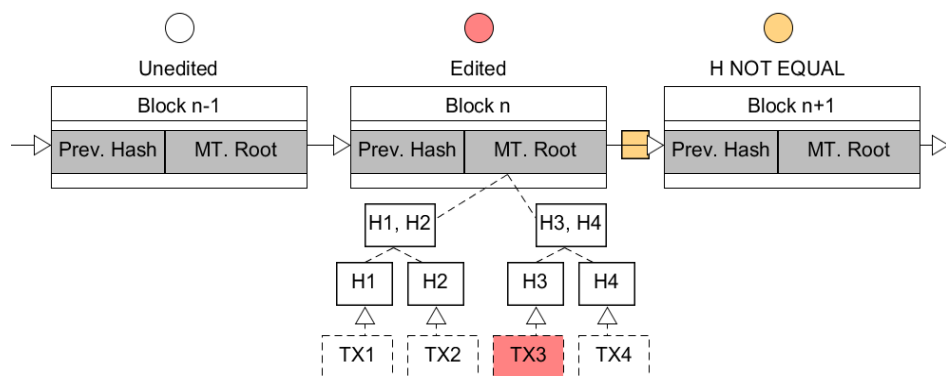 Unedited
Edited
H NOT EQUAL
Block n-1
Block n
Block n+1
Prev. Hash
MT. Root
Prev. Hash
MT. Root
Prev. Hash
MT. Root
H1, H2
H3, H4
H1
H2
H3
H4
TX1
TX2
TX3
TX4